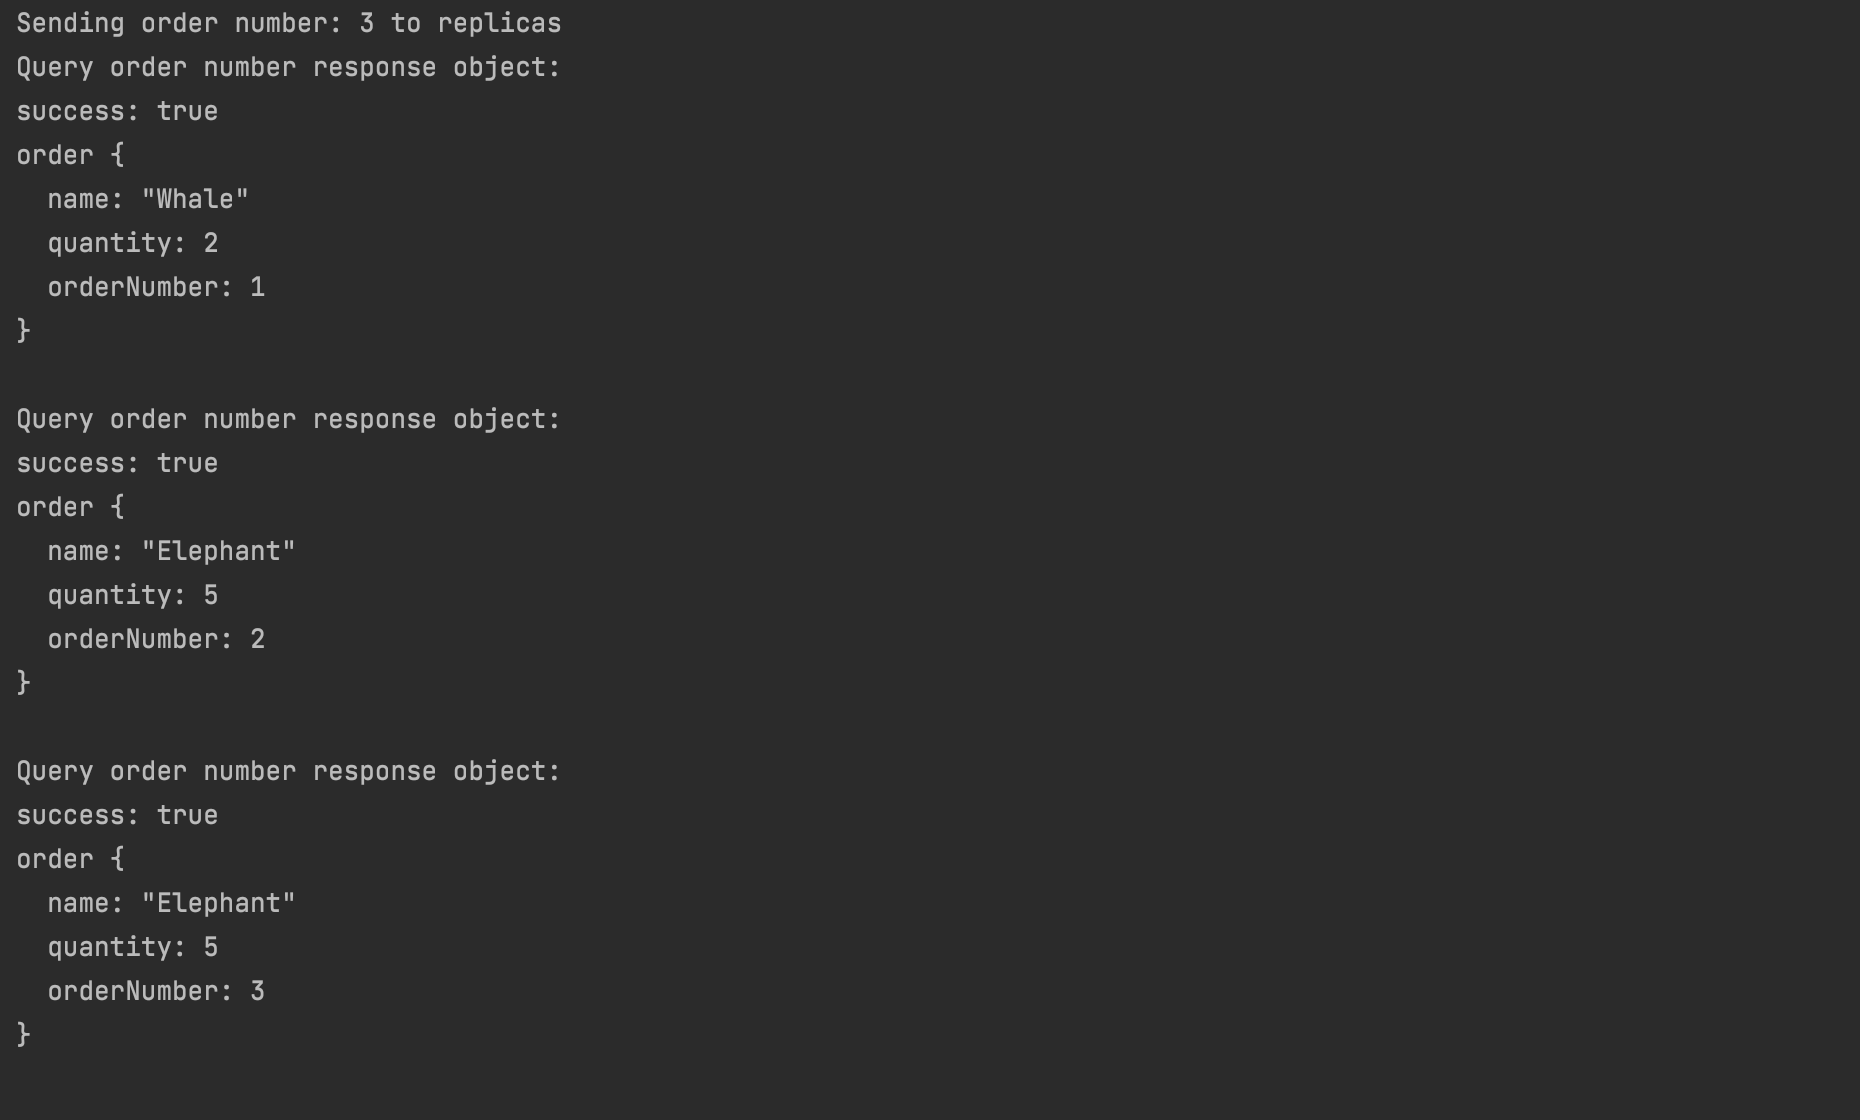 Sending order number: 3 to replicas
Query order number response object:
success: true
order {
  name: "Whale"
  quantity: 2
  orderNumber: 1
}

Query order number response object:
success: true
order {
  name: "Elephant"
  quantity: 5
  orderNumber: 2
}

Query order number response object:
success: true
order {
  name: "Elephant"
  quantity: 5
  orderNumber: 3
}